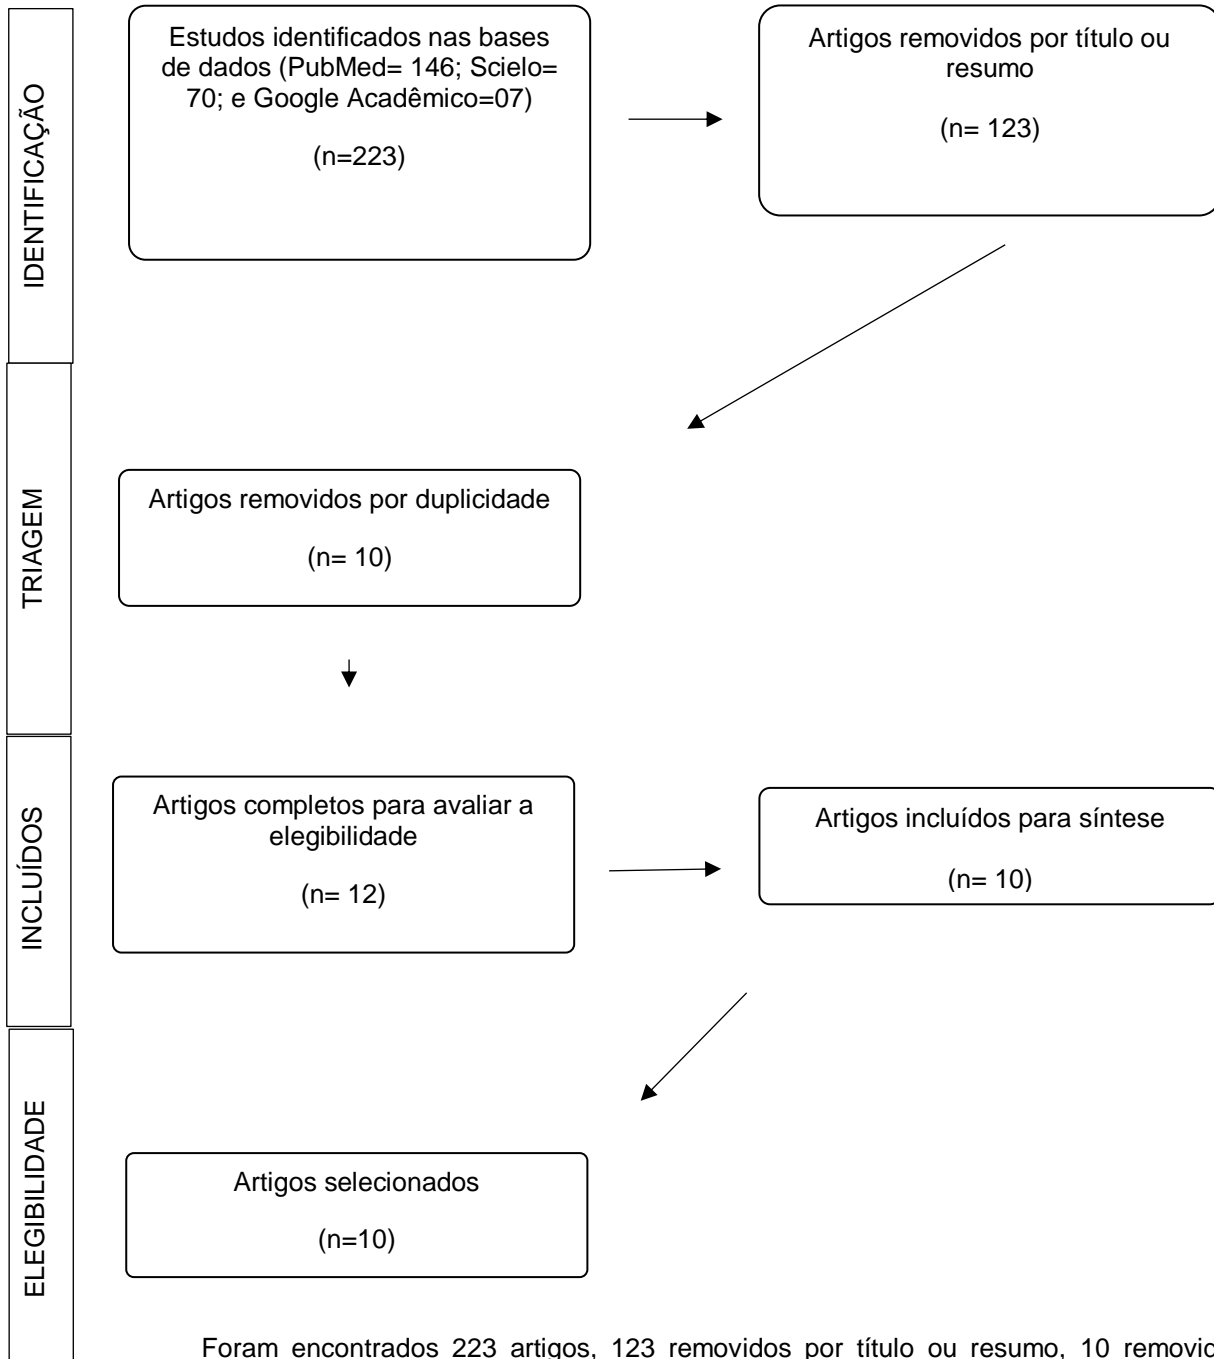 IDENTIFICAÇÃO
Estudos identificados nas bases
de dados (PubMed= 146; Scielo=
70; e Google Acadêmico=07)
(n=223)
Artigos removidos por título ou
resumo
(n= 123)
TRIAGEM
Artigos removidos por duplicidade
(n= 10)
INCLUÍDOS
Artigos completos para avaliar a
elegibilidade
(n= 12)
Artigos incluídos para síntese
(n= 10)
ELEGIBILIDADE
Artigos selecionados
(n=10)
Foram encontrados 223 artigos, 123 removidos por título ou resumo, 10 removid